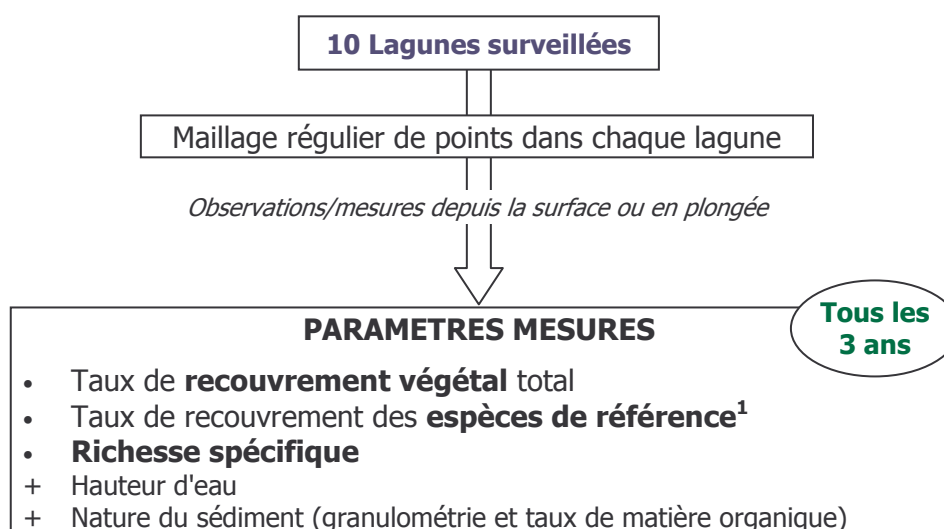 10 Lagunes surveillées
Maillage régulier de points dans chaque lagune
Observations/mesures depuis la surface ou en plongée
Tous les
3 ans
PARAMETRES MESURES
• Taux de recouvrement végétal total
• Taux de recouvrement des espèces de référence¹
• Richesse spécifique
+ Hauteur d'eau
+ Nature du sédiment (granulométrie et taux de matière organique)